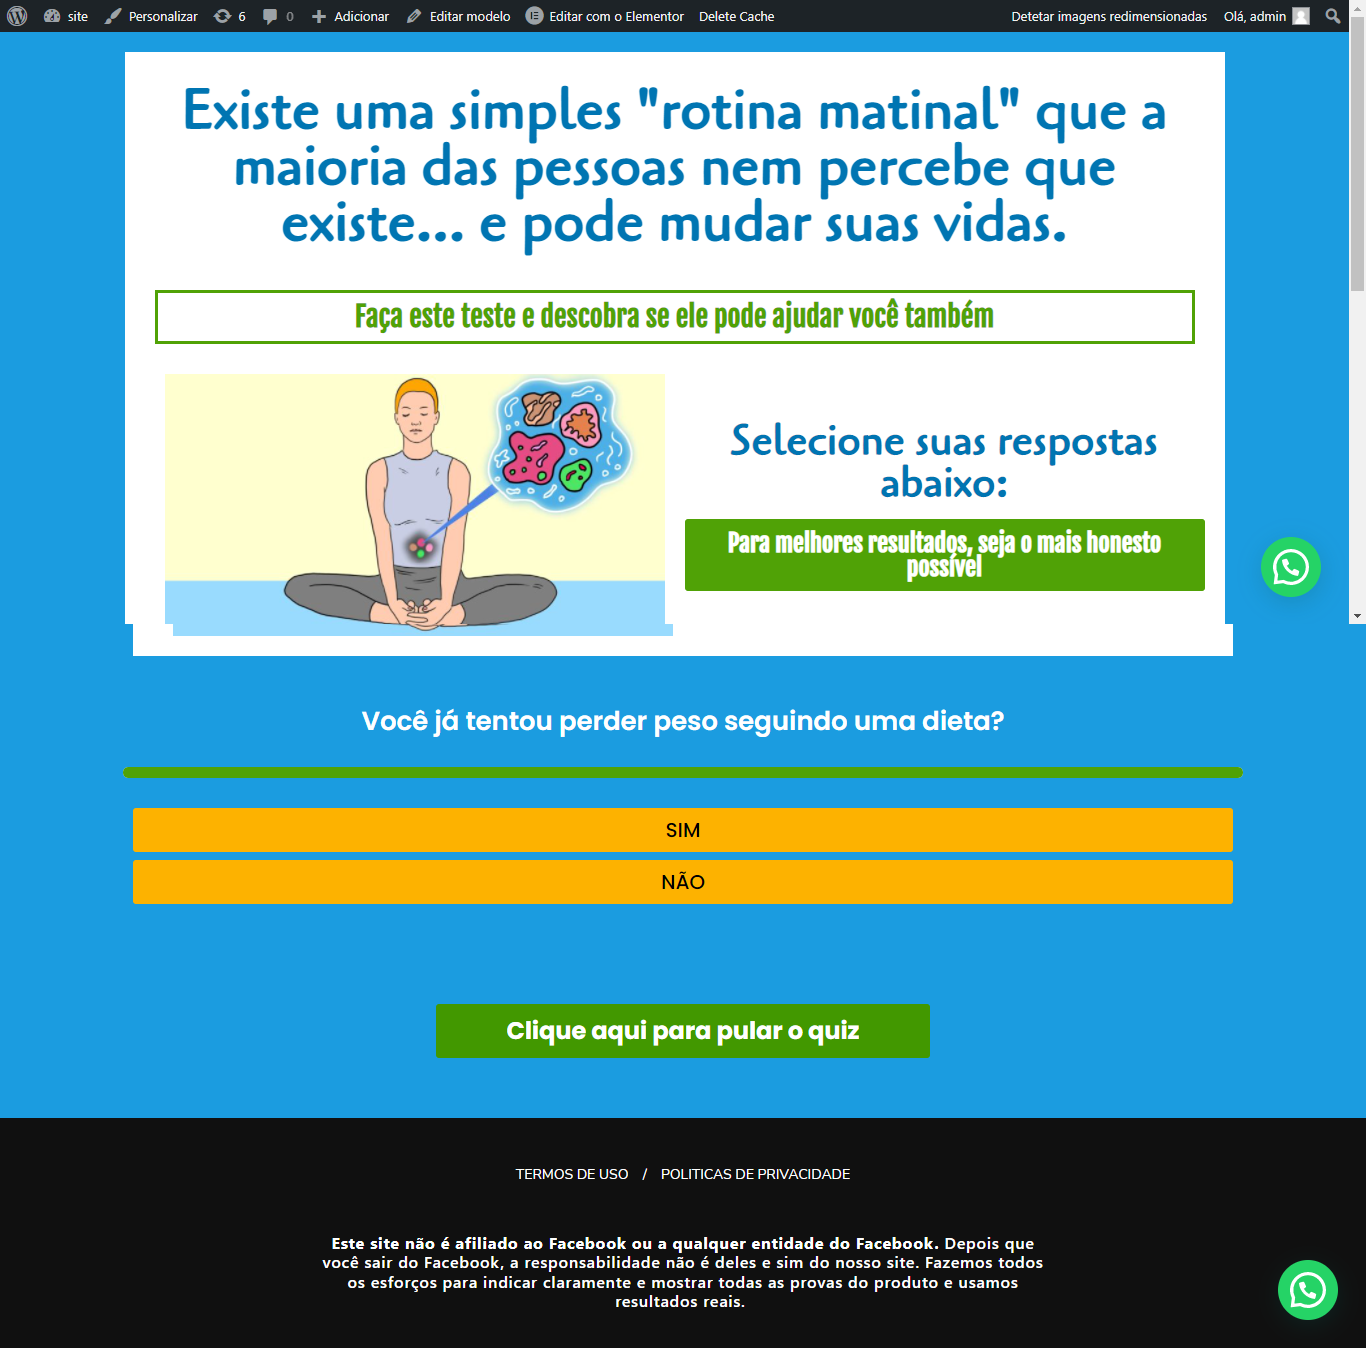 site Personalizar 6 0 Adicionar Editar modelo Editar com o Elementor Delete Cache Detetar imagens redimensionadas Olá, admin
Existe uma simples "rotina matinal" que a
maioria das pessoas nem percebe que
existe... e pode mudar suas vidas.
Faça este teste e descobra se ele pode ajudar você também
Selecione suas respostas
abaixo:
Para melhores resultados, seja o mais honesto
possível
Você já tentou perder peso seguindo uma dieta?
SIM
NÃO
Clique aqui para pular o quiz
TERMOS DE USO / POLITICAS DE PRIVACIDADE
Este site não é afiliado ao Facebook ou a qualquer entidade do Facebook. Depois que
você sair do Facebook, a responsabilidade não é deles e sim do nosso site. Fazemos todos
os esforços para indicar claramente e mostrar todas as provas do produto e usamos
resultados reais.